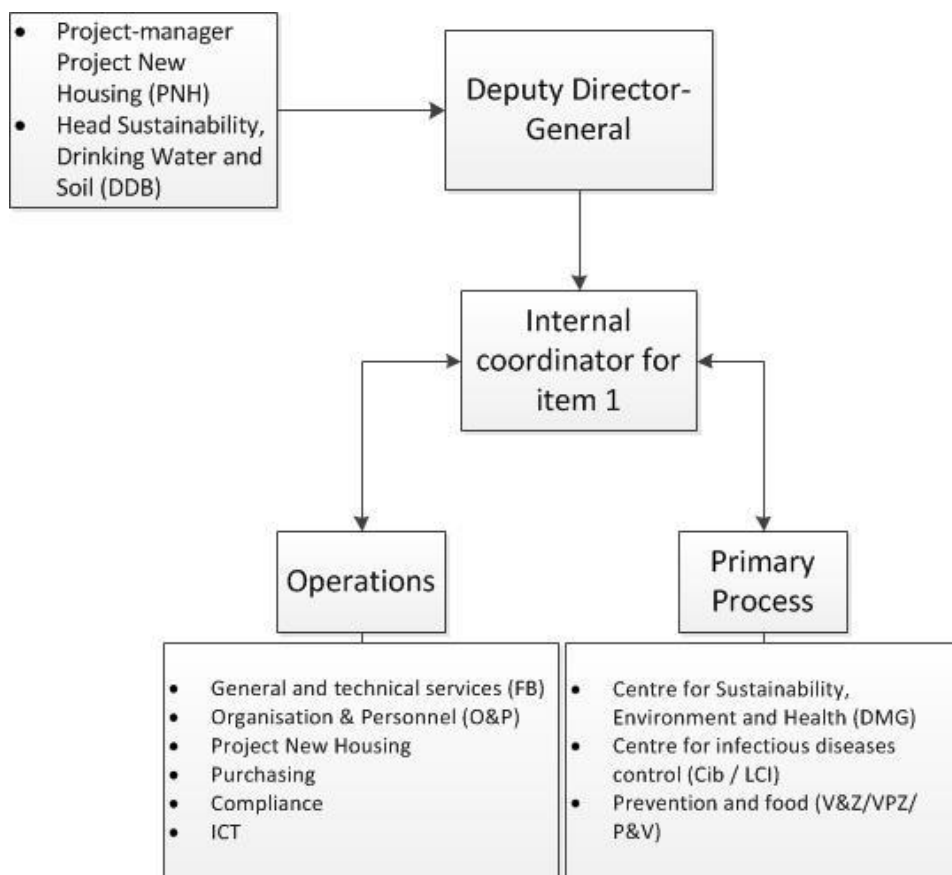 • Project-manager
Project New
Housing (PNH)
• Head Sustainability,
Drinking Water and
Soil (DDB)
Deputy Director-
General
Internal
coordinator for
item 1
Operations
• General and technical services (FB)
• Organisation & Personnel (O&P)
• Project New Housing
• Purchasing
• Compliance
• ICT
Primary
Process
• Centre for Sustainability,
Environment and Health (DMG)
• Centre for infectious diseases
control (Cib / LCI)
• Prevention and food (V&Z/VPZ/
P&V)